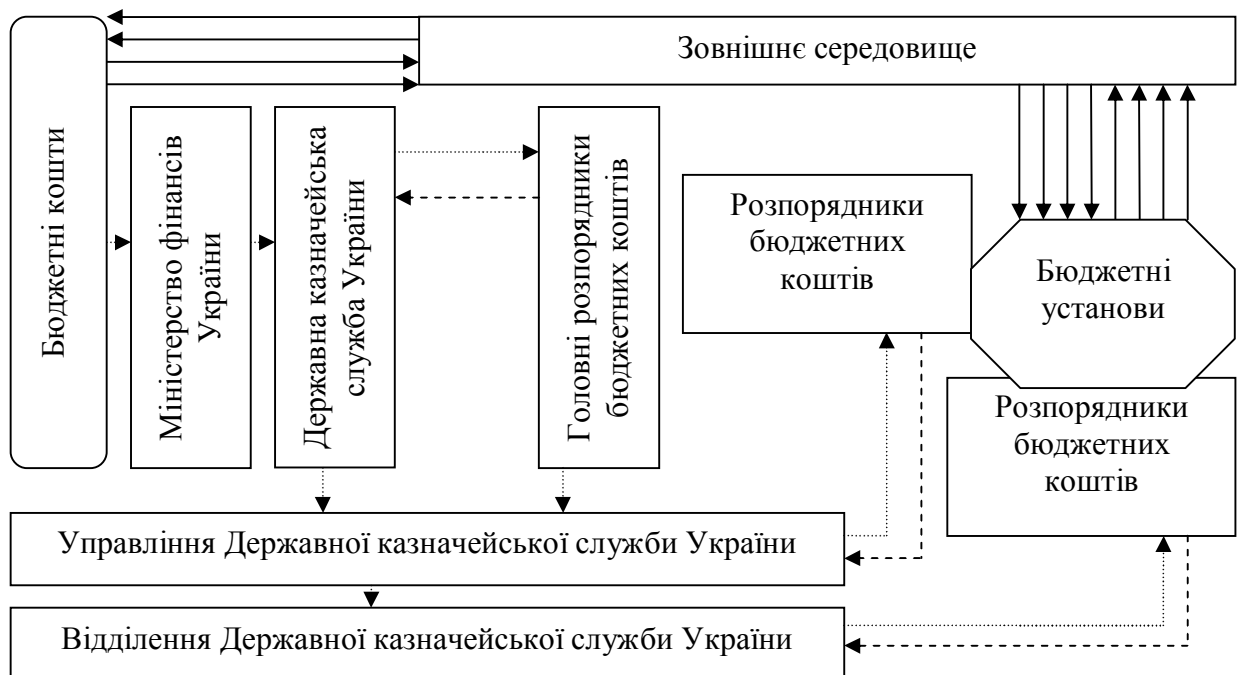 Зовнішнє середовище
Бюджетні кошти
Міністерство фінансів
України
Державна казначейська
служба України
Головні розпорядники
бюджетних коштів
Розпорядники
бюджетних
коштів
Бюджетні
установи
Розпорядники
бюджетних
коштів
Управління Державної казначейської служби України
Відділення Державної казначейської служби України